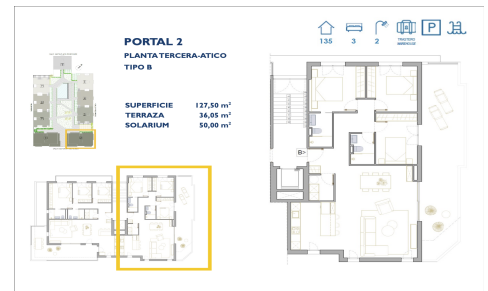 PORTAL 2
PLANTA TERCERA-ATICO
TIPO B
SUPERFICIE 127,50 m²
TERRAZA 36,05 m²
SOLARIUM 50,00 m²
135
3
2
TRASTERO
P
B>